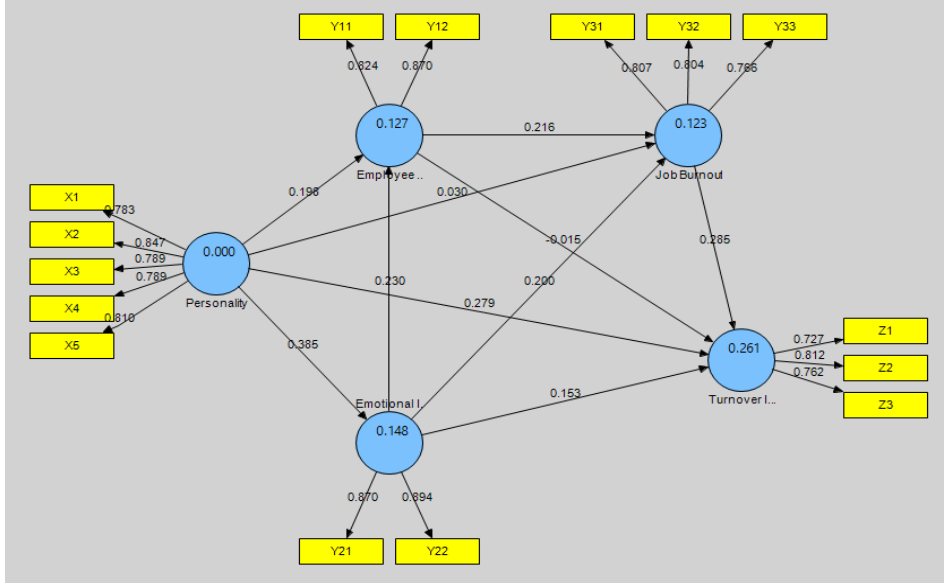 Y11
Y12
Y31
Y32
Y33
0.824
0.870
0.807
0.804
0.766
0.127
0.216
0.123
Employee ..
Job Burnout
X1
0.783
0.198
0.030
X2
0.847
-0.015
0.285
0.000
X3
0.789
0.789
0.230
0.200
Personality
X4
0.279
0.810
Z1
0.727
X5
0.385
0.261
0.812
Z2
0.762
Emotional I.
0.153
Turnover I...
Z3
0.148
0.870
0.894
Y21
Y22